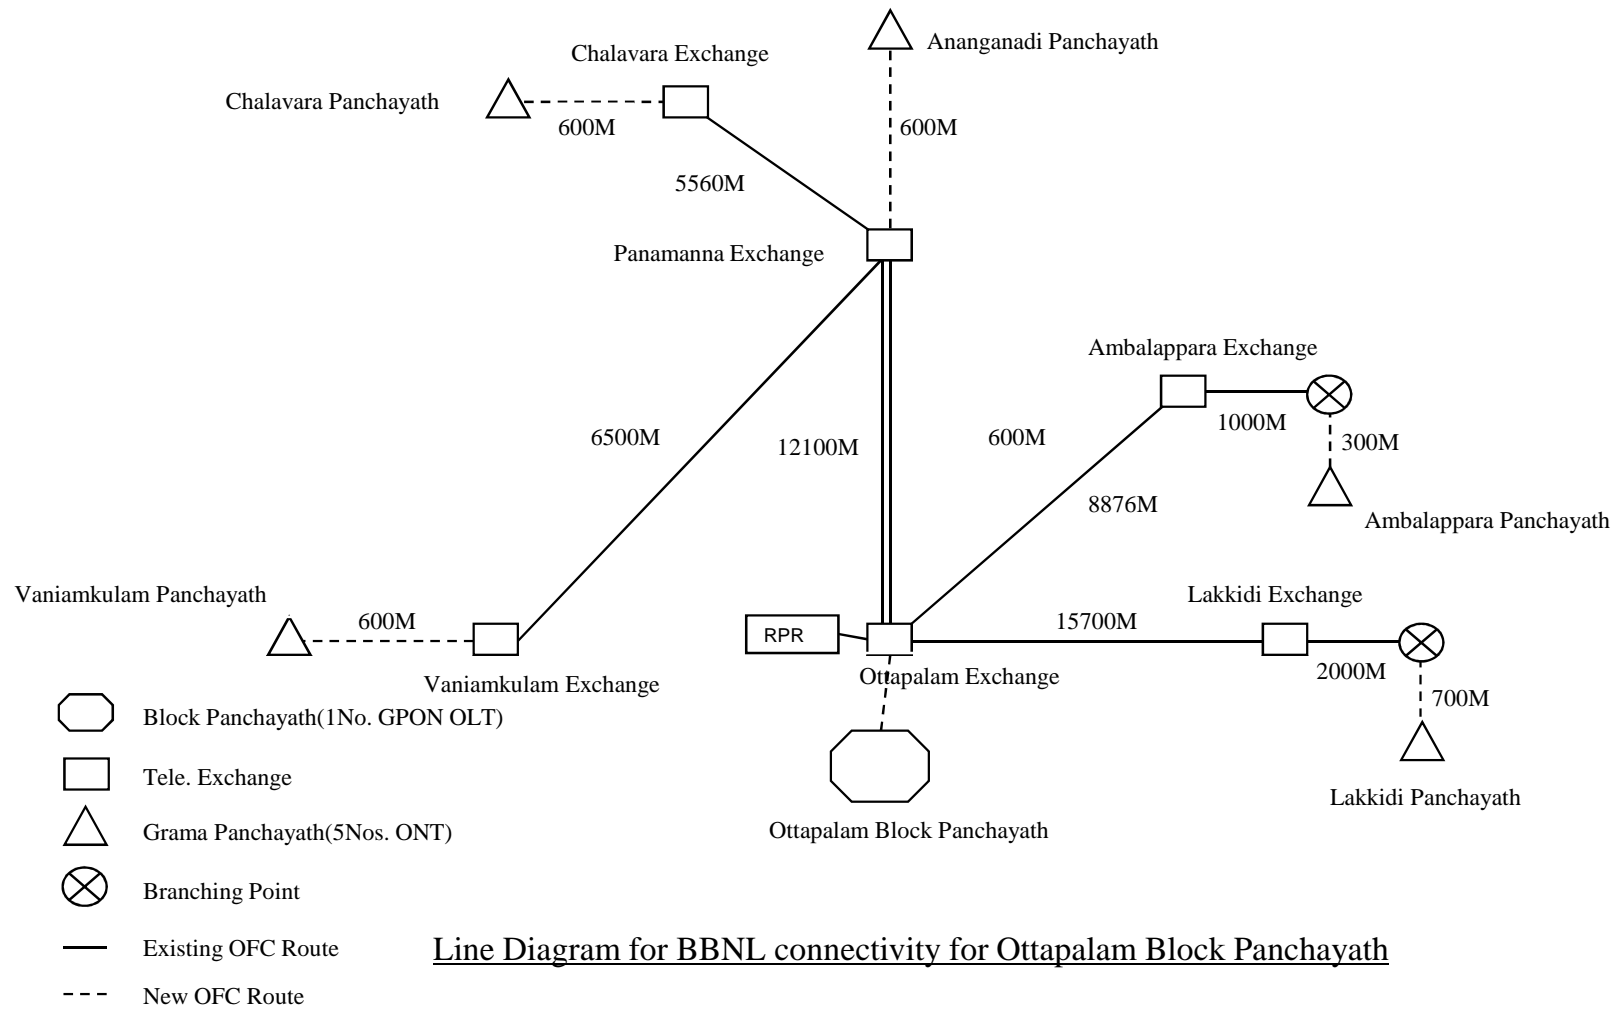 Ananganadi Panchayath
Chalavara Exchange
Chalavara Panchayath
600M
600M
5560M
Panamanna Exchange
Ambalappara Exchange
6500M
12100M
600M
1000M
300M
8876M
Ambalappara Panchayath
Vaniamkulam Panchayath
600M
RPR
15700M
Lakkidi Exchange
Ottapalam Exchange
2000M
700M
Vaniamkulam Exchange
Block Panchayath(1No. GPON OLT)
Tele. Exchange
Lakkidi Panchayath
Ottapalam Block Panchayath
Grama Panchayath(5Nos. ONT)
Branching Point
Existing OFC Route
Line Diagram for BBNL connectivity for Ottapalam Block Panchayath
New OFC Route